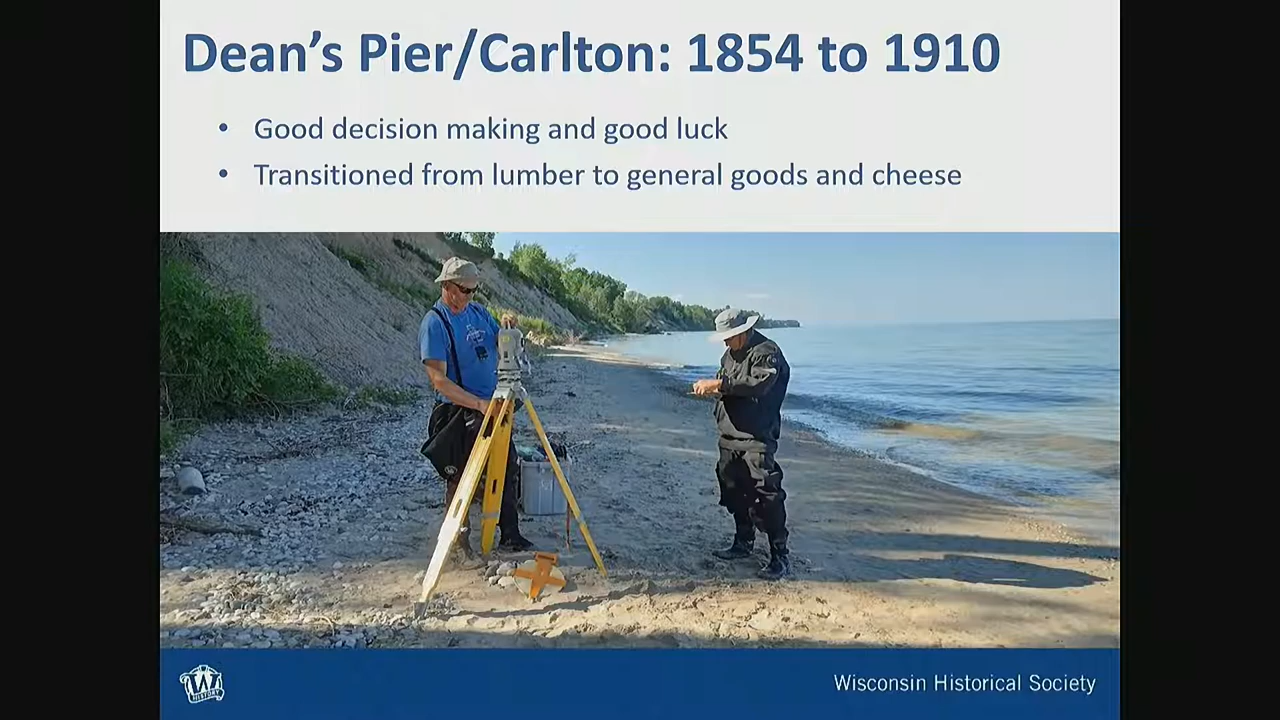 Dean's Pier/Carlton: 1854 to 1910
• Good decision making and good luck
• Transitioned from lumber to general goods and cheese
W
HISTORY
Wisconsin Historical Society